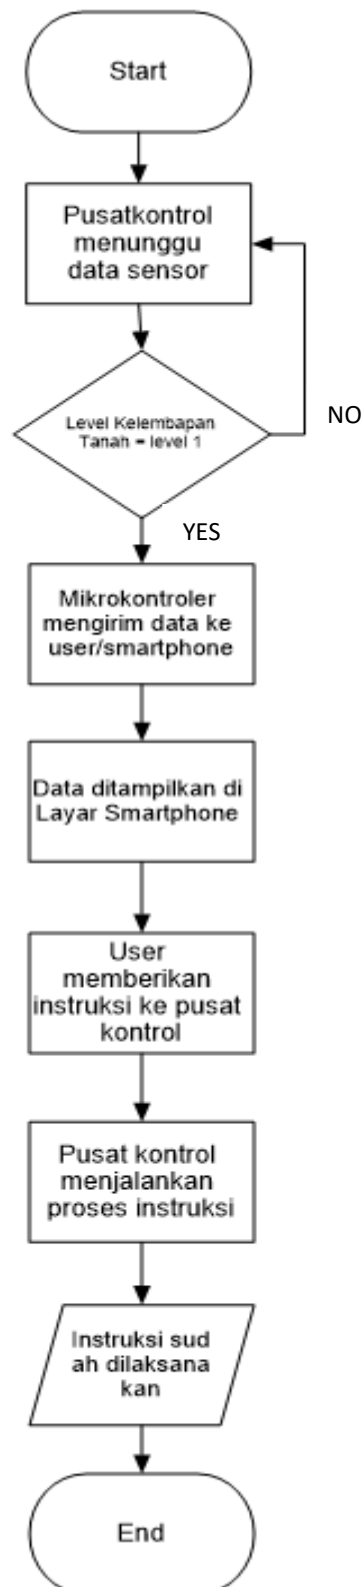 Start
Pusatkontrol
menunggu
data sensor
Level Kelembapan
Tanah = level 1
NO
YES
Mikrokontroler
mengirim data ke
user/smartphone
Data ditampilkan di
Layar Smartphone
User
memberikan
instruksi ke pusat
kontrol
Pusat kontrol
menjalankan
proses instruksi
Instruksi sud
ah dilaksana
kan
End